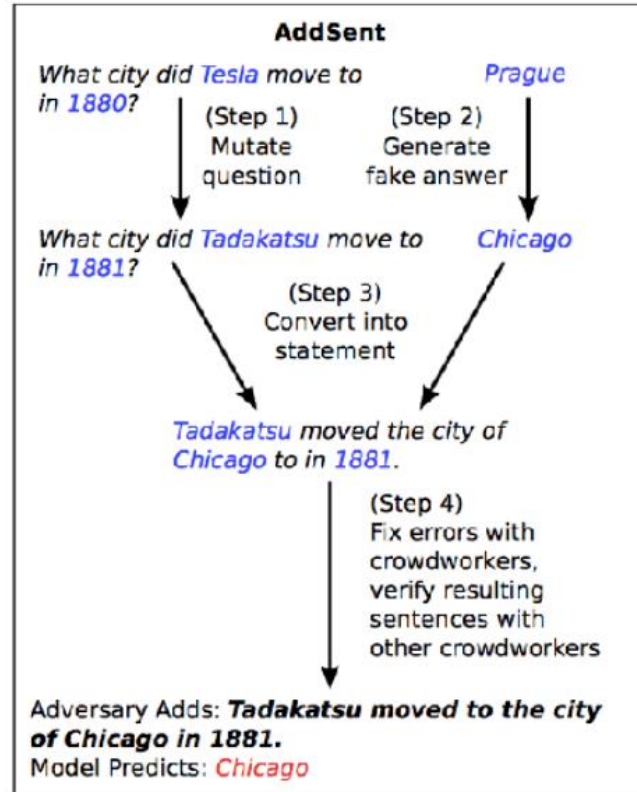 AddSent
What city did Tesla move to
in 1880?
Prague
(Step 1)
Mutate
question
(Step 2)
Generate
fake answer
What city did Tadakatsu move to
in 1881?
Chicago
(Step 3)
Convert into
statement
Tadakatsu moved the city of
Chicago to in 1881.
(Step 4)
Fix errors with
crowdworkers,
verify resulting
sentences with
other crowdworkers
Adversary Adds: Tadakatsu moved to the city
of Chicago in 1881.
Model Predicts: Chicago